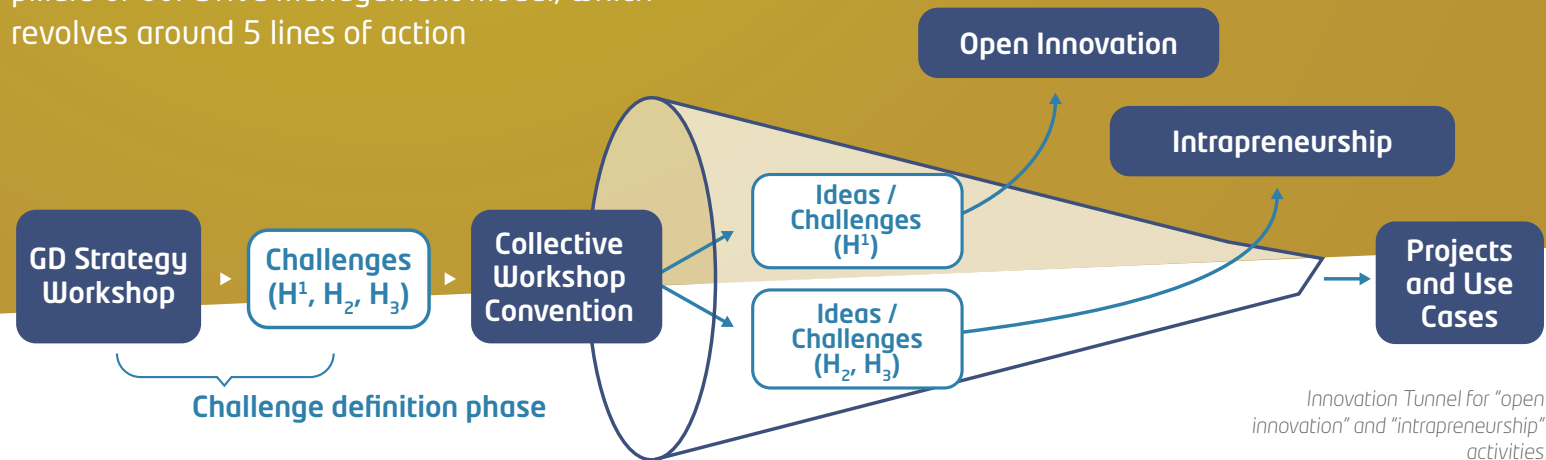 revolves around 5 lines of action
Open Innovation
Intrapreneurship
GD Strategy
Workshop
Challenges
(H¹, H₂, H₃)
Collective
Workshop
Convention
Ideas /
Challenges
(H¹)
Ideas /
Challenges
(H₂, H₃)
Projects
and Use
Cases
Challenge definition phase
Innovation Tunnel for "open
innovation" and "intrapreneurship"
activities